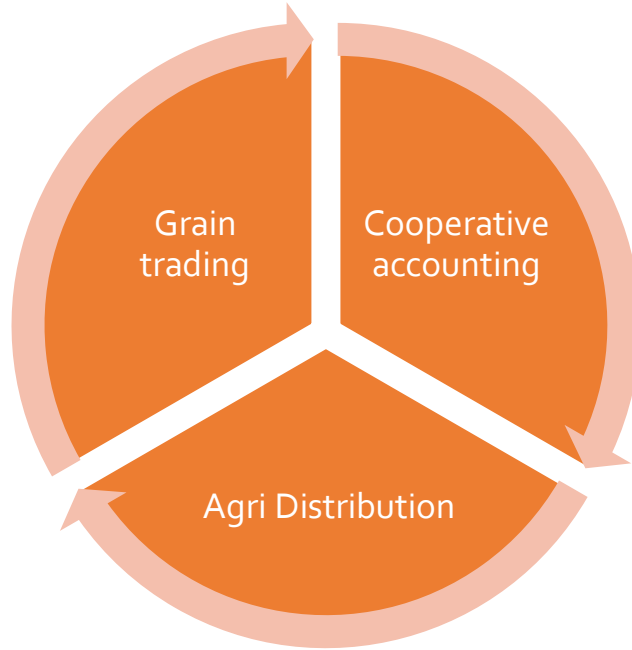 Grain
trading
Cooperative
accounting
Agri Distribution